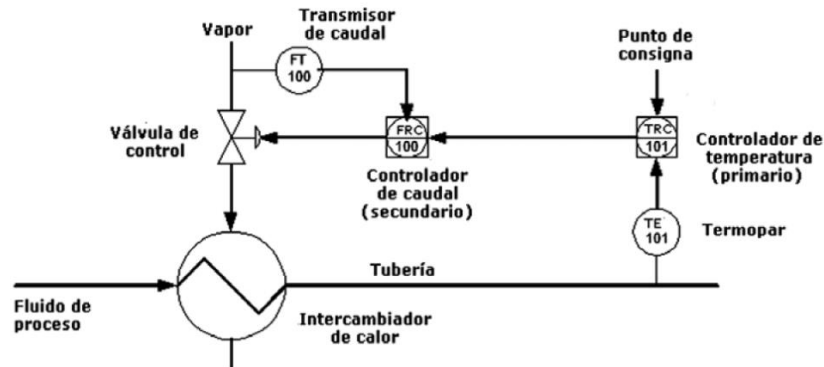 Transmisor
de caudal
Vapor
FT
100
Punto de
consigna
Válvula de
control
FRC
100
TRC
101
Controlador de
temperatura
(primario)
Controlador
de caudal
(secundario)
TE
101
Termopar
Tubería
Fluido de
proceso
Intercambiador
de calor